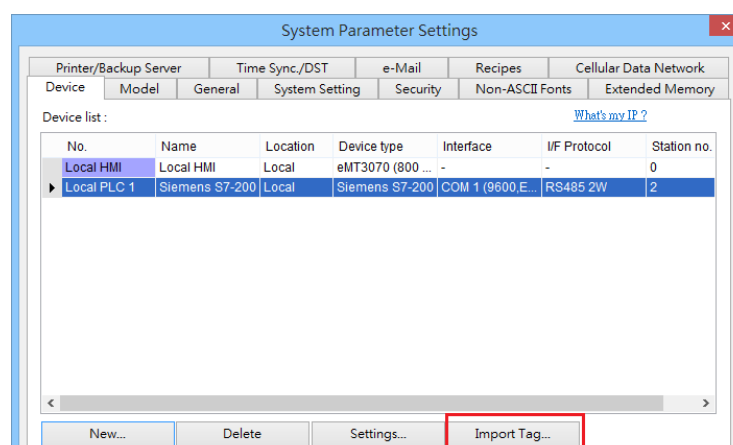 System Parameter Settings
Printer/Backup Server Time Sync./DST e-Mail Recipes Cellular Data Network
Device Model General System Setting Security Non-ASCII Fonts Extended Memory
Device list : What's my IP ?
No. Name Location Device type Interface I/F Protocol Station no.
Local HMI Local HMI Local eMT3070 (800 ... - - 0
Local PLC 1 Siemens S7-200 Local Siemens S7-200 COM 1 (9600,E... RS485 2W 2
New... Delete Settings... Import Tag...